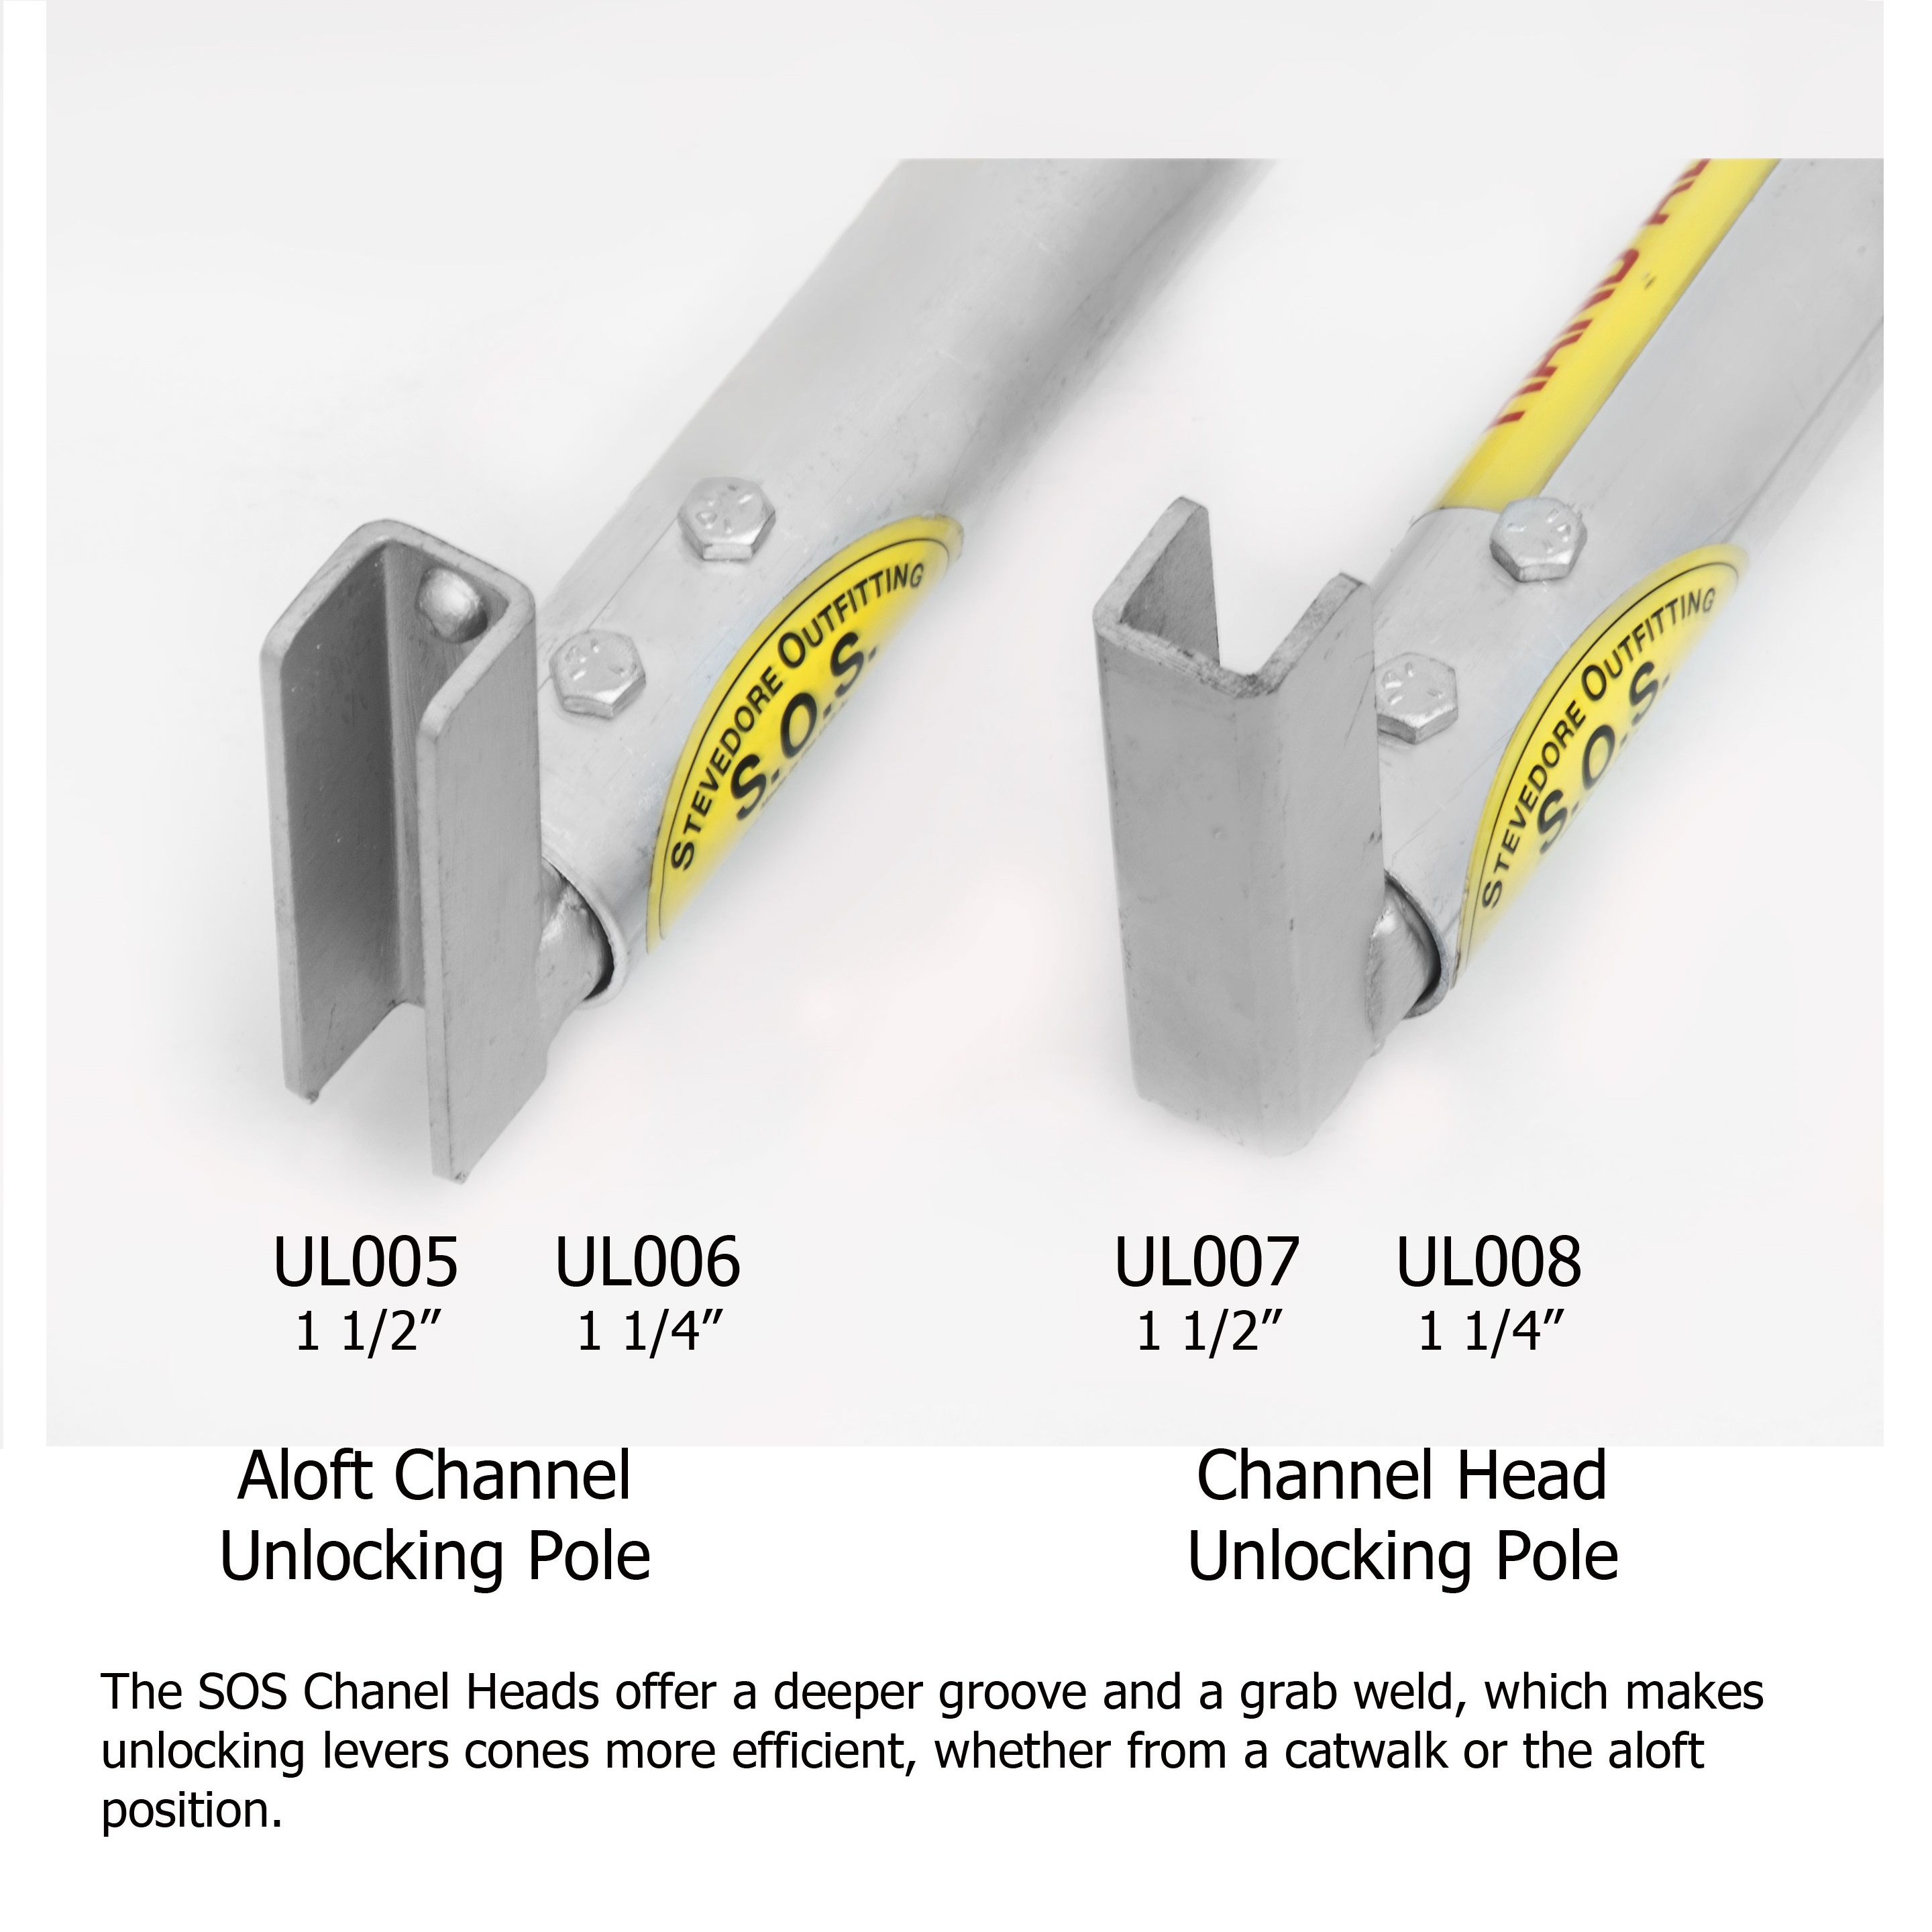 STEVEDORE OUTFITTING
S.O.S.
STEVEDORE OUTFITTING
S.O.S.
UL005 UL006 UL007 UL008
1 1/2” 1 1/4” 1 1/2” 1 1/4”
Aloft Channel
Unlocking Pole
Channel Head
Unlocking Pole
The SOS Chanel Heads offer a deeper groove and a grab weld, which makes
unlocking levers cones more efficient, whether from a catwalk or the aloft
position.